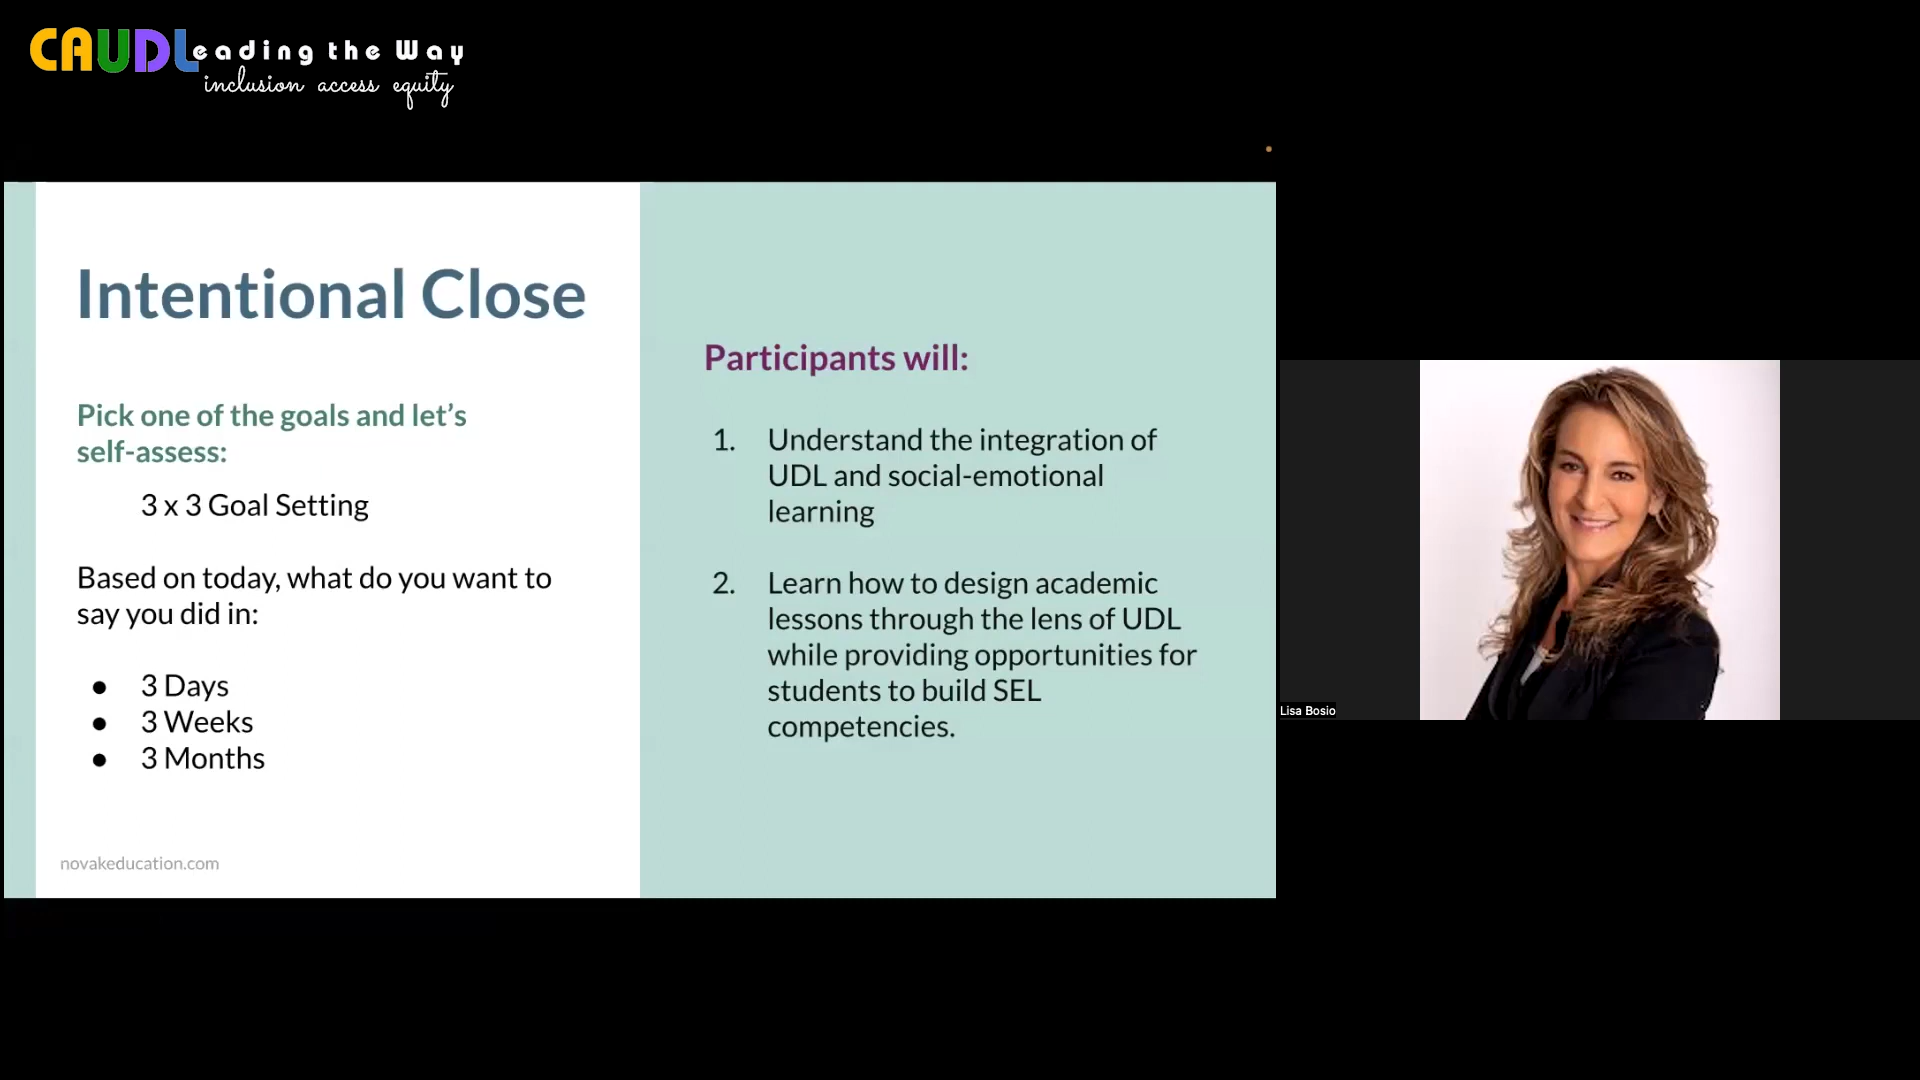 CAUDLeading the Way
inclusion access equity
Intentional Close
Pick one of the goals and let’s
self-assess:
3 x 3 Goal Setting
Based on today, what do you want to
say you did in:
● 3 Days
● 3 Weeks
● 3 Months
novakeducation.com
Participants will:
1. Understand the integration of
UDL and social-emotional
learning
2. Learn how to design academic
lessons through the lens of UDL
while providing opportunities for
students to build SEL
competencies.
Lisa Bosio